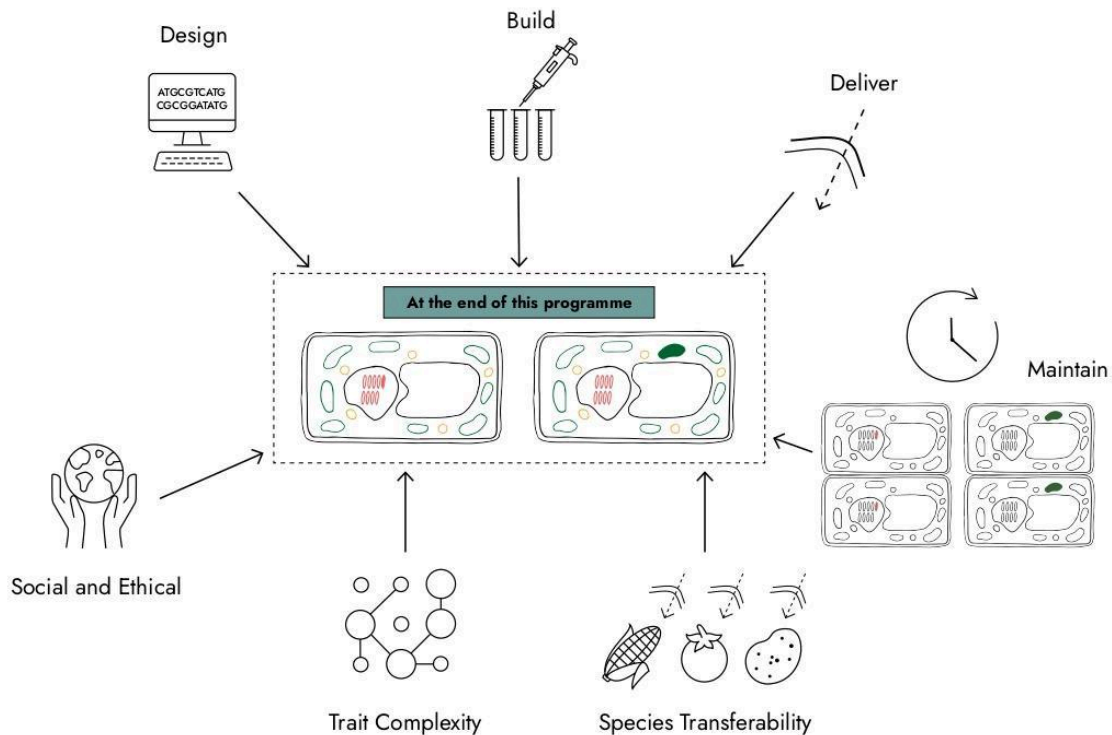 Design
Build
Deliver
ATGCGTCATG
CGCGGATATG
At the end of this programme
Maintain
Social and Ethical
Trait Complexity
Species Transferability